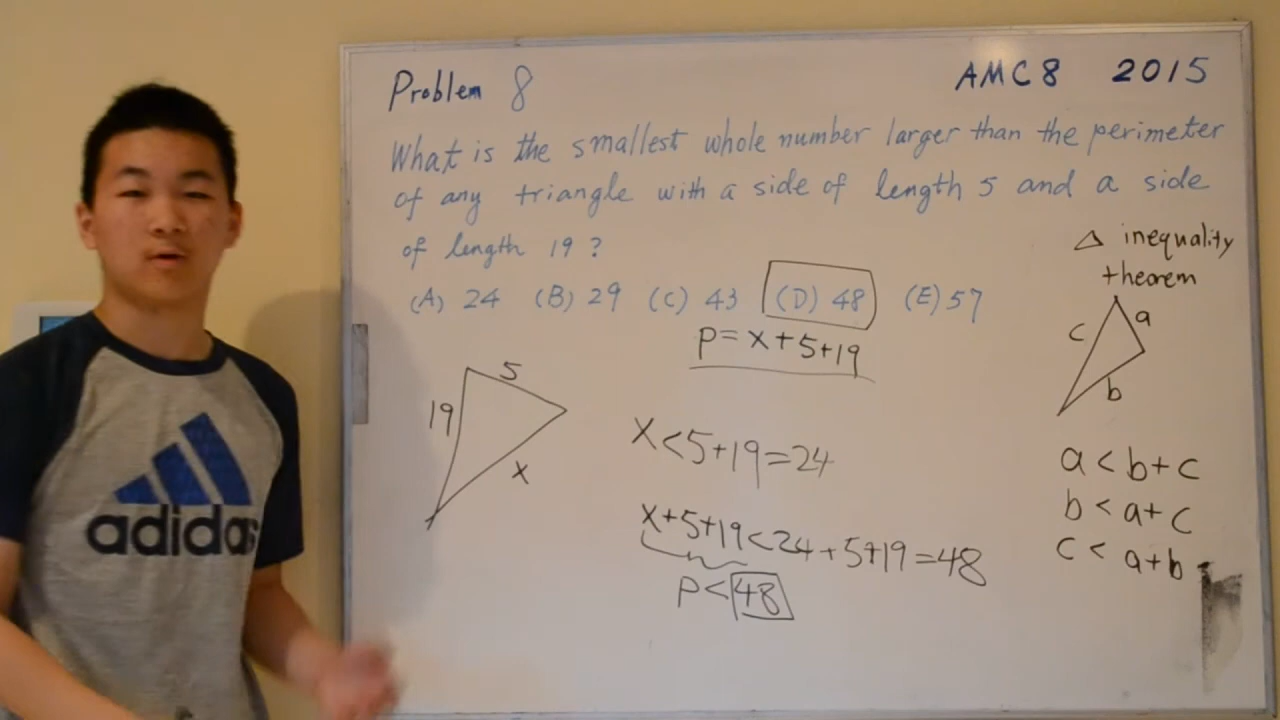 Problem 8
AMC8 2015
What is the smallest whole number larger than the perimeter
of any triangle with a side of length 5 and a side
of length 19?
(A) 24 (B) 29 (C) 43 (D) 48 (E) 57
P=x+5+19
5
19
x
x<5+19=24
x+5+19<24+5+19=48
P<48
△ inequality
theorem
c
a
b
a<b+c
b<a+c
c<a+b
adidas